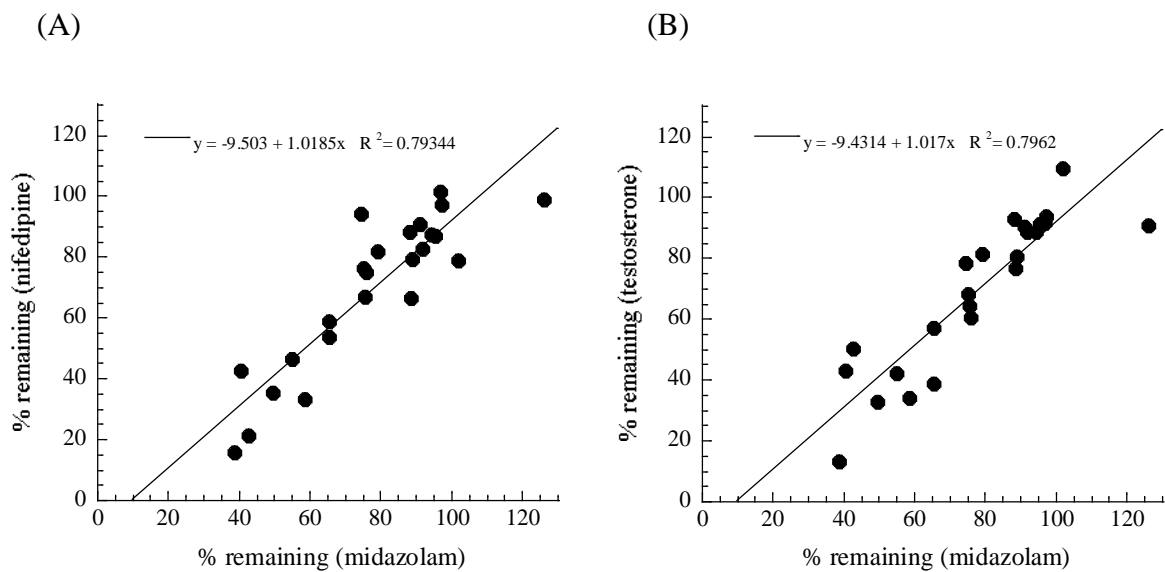 (A)
(B)
y = -9.503 + 1.0185x R² = 0.79344
120
100
80
60
40
20
0
0 20 40 60 80 100 120
% remaining (nifedipine)
% remaining (midazolam)
y = -9.4314 + 1.017x R² = 0.7962
120
100
80
60
40
20
0
0 20 40 60 80 100 120
% remaining (testosterone)
% remaining (midazolam)